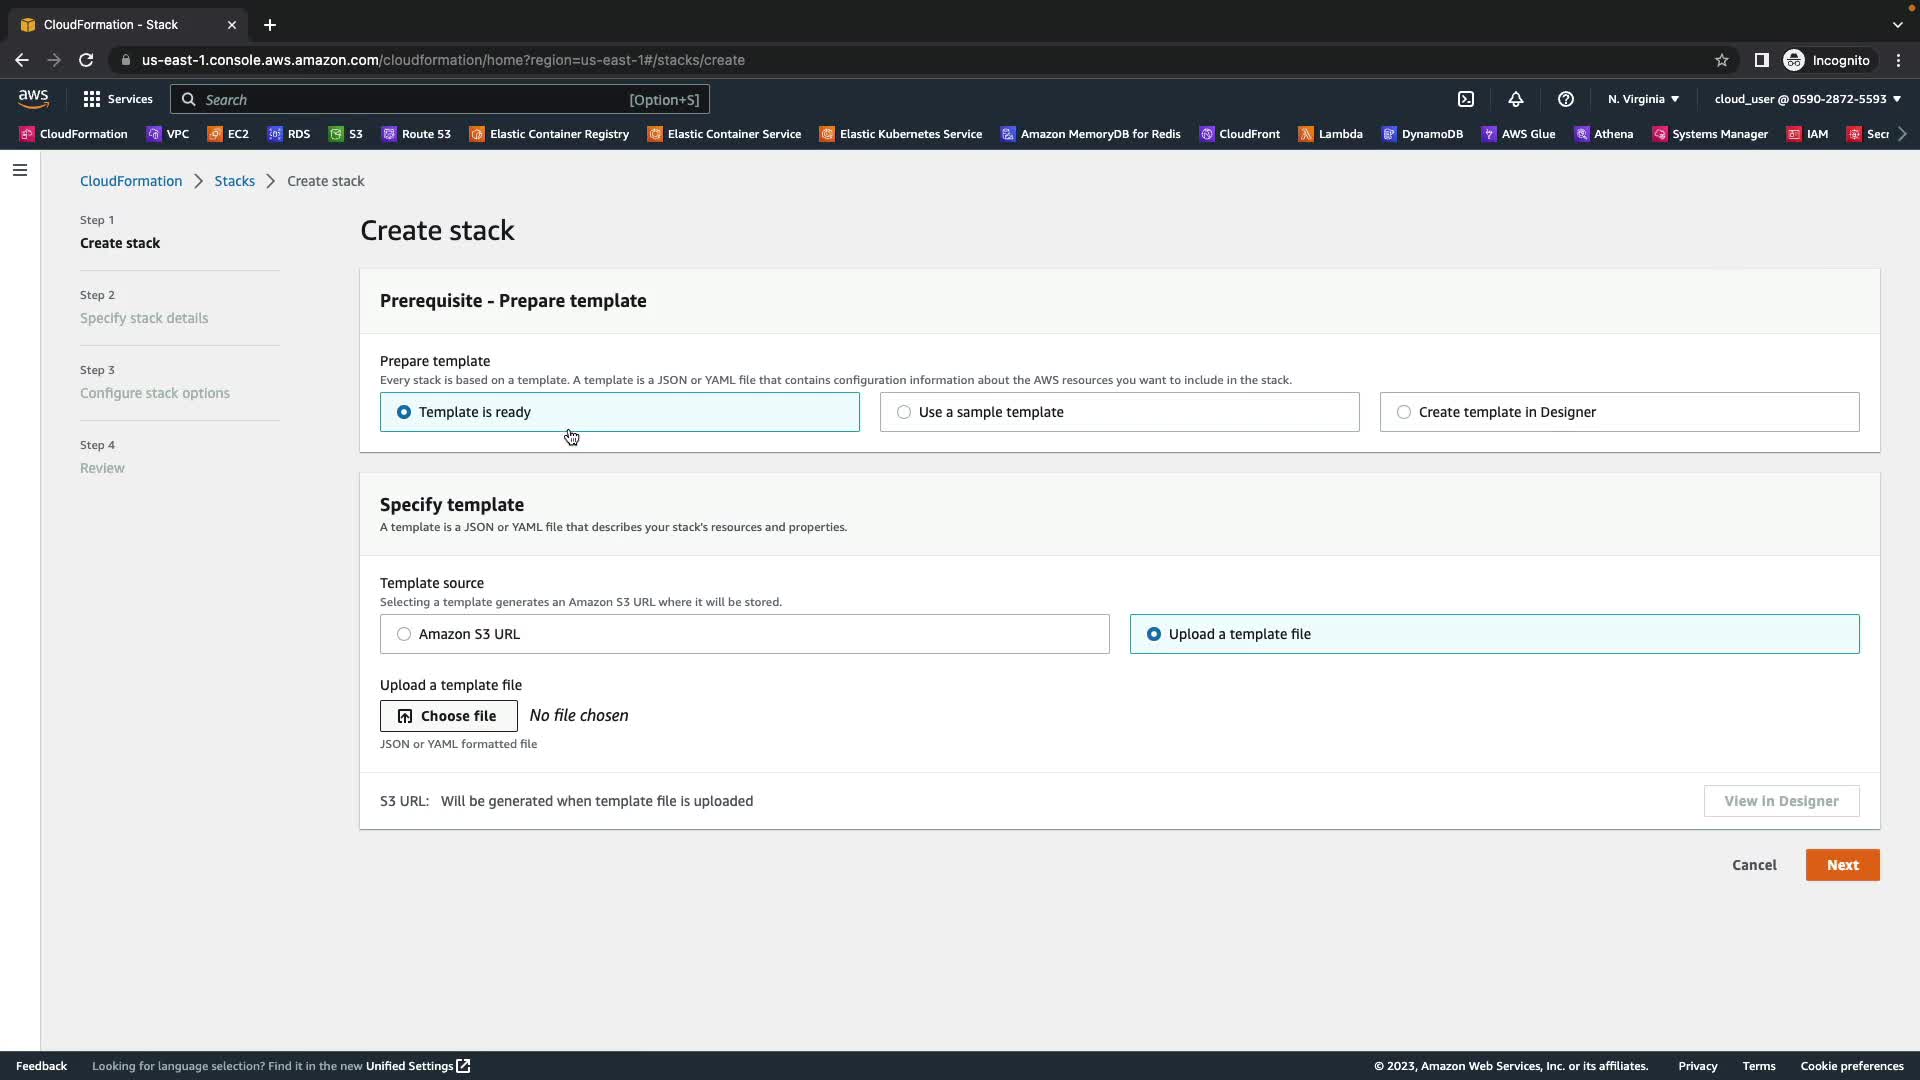 CloudFormation - Stack
us-east-1.console.aws.amazon.com/cloudformation/home?region=us-east-1#/stacks/create
Incognito
aws
Services
Search
[Option+S]
N. Virginia
cloud_user @ 0590-2872-5593
CloudFormation
VPC
EC2
RDS
S3
Route 53
Elastic Container Registry
Elastic Container Service
Elastic Kubernetes Service
Amazon MemoryDB for Redis
CloudFront
Lambda
DynamoDB
AWS Glue
Athena
Systems Manager
IAM
Secr
CloudFormation
Stacks
Create stack
Step 1
Create stack
Step 2
Specify stack details
Step 3
Configure stack options
Step 4
Review
Create stack
Prerequisite - Prepare template
Prepare template
Every stack is based on a template. A template is a JSON or YAML file that contains configuration information about the AWS resources you want to include in the stack.
Template is ready
Use a sample template
Create template in Designer
Specify template
A template is a JSON or YAML file that describes your stack's resources and properties.
Template source
Selecting a template generates an Amazon S3 URL where it will be stored.
Amazon S3 URL
Upload a template file
Upload a template file
Choose file
No file chosen
JSON or YAML formatted file
S3 URL: Will be generated when template file is uploaded
View in Designer
Cancel
Next
Feedback
Looking for language selection? Find it in the new Unified Settings
© 2023, Amazon Web Services, Inc. or its affiliates.
Privacy
Terms
Cookie preferences